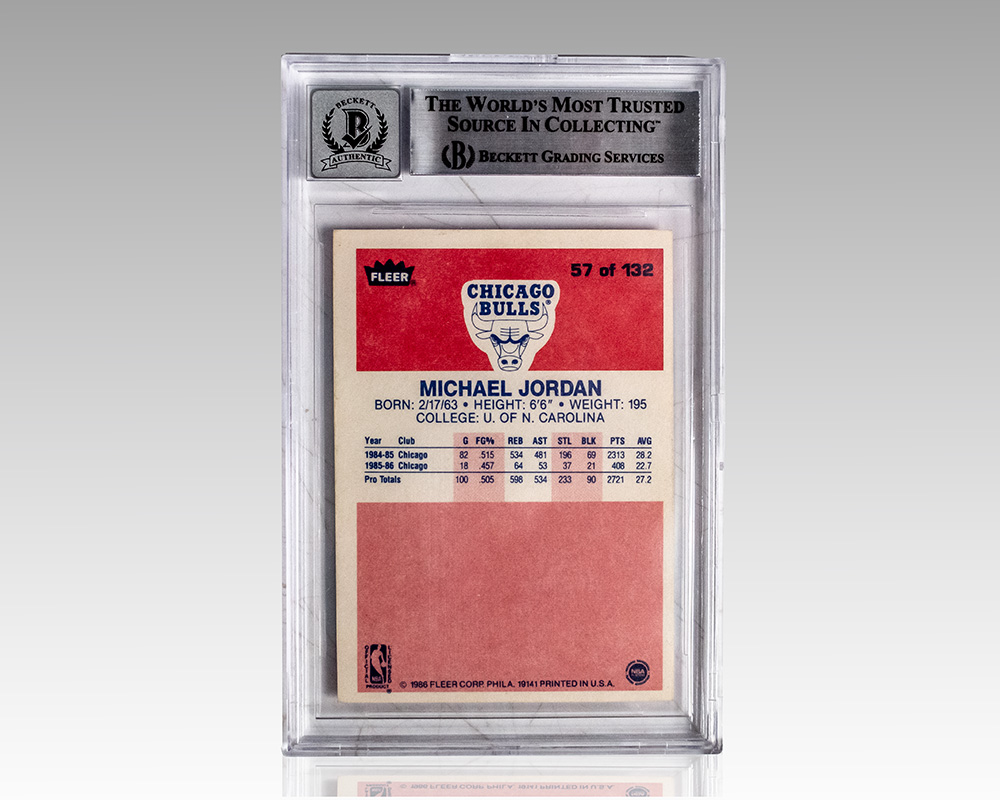 BECKETT
B
AUTHENTIC
THE WORLD'S MOST TRUSTED
SOURCE IN COLLECTING™
(B) BECKETT GRADING SERVICES
FLEER®
57 of 132
CHICAGO
BULLS®
MICHAEL JORDAN
BORN: 2/17/63 • HEIGHT: 6'6" • WEIGHT: 195
COLLEGE: U. OF N. CAROLINA
Year Club G FG% REB AST STL BLK PTS AVG
1984-85 Chicago 82 .515 534 481 196 69 2313 28.2
1985-86 Chicago 18 .457 64 53 37 21 408 22.7
Pro Totals 100 .505 598 534 233 90 2721 27.2
OFFICIAL
LICENSED
NBA
PRODUCT
© 1986 FLEER CORP. PHILA. 19141 PRINTED IN U.S.A.